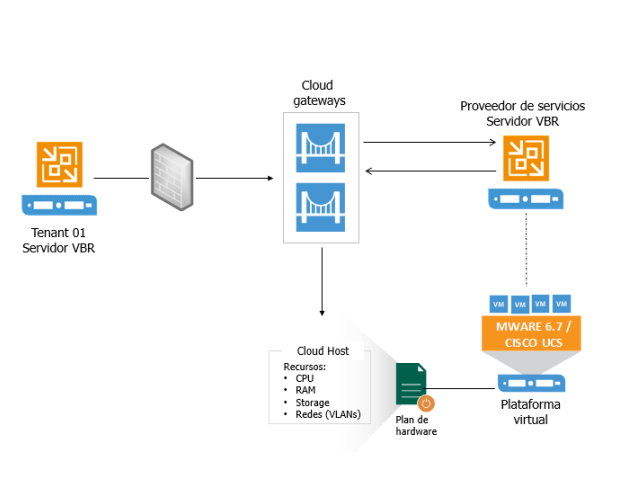 Cloud
gateways
Proveedor de servicios
Servidor VBR
Tenant 01
Servidor VBR
VM VM VM VM
MWARE 6.7 /
CISCO UCS
Plataforma
virtual
Cloud Host
Recursos:
• CPU
• RAM
• Storage
• Redes (VLANs)
Plan de
hardware